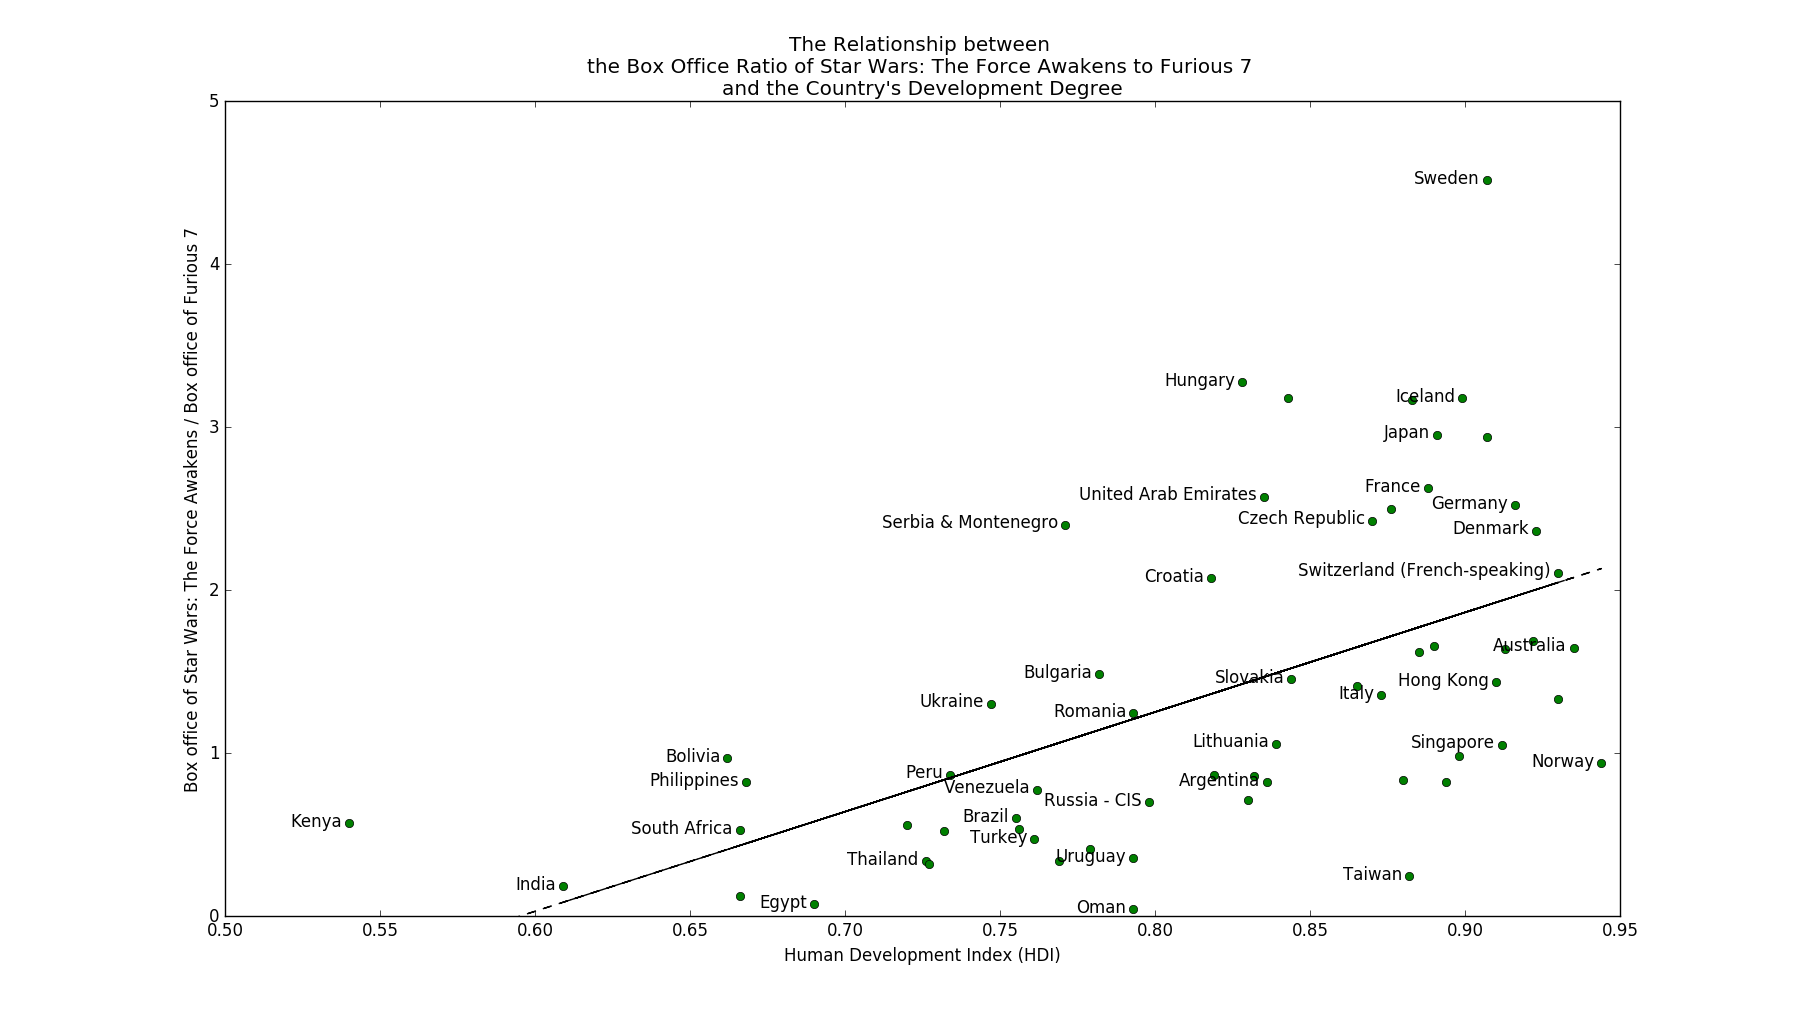 The Relationship between
the Box Office Ratio of Star Wars: The Force Awakens to Furious 7
and the Country's Development Degree
Box office of Star Wars: The Force Awakens / Box office of Furious 7
5
4
3
2
1
0
Sweden
Hungary
Iceland
Japan
France
United Arab Emirates
Germany
Czech Republic
Serbia & Montenegro
Denmark
Switzerland (French-speaking)
Croatia
Australia
Bulgaria
Slovakia
Hong Kong
Italy
Ukraine
Romania
Lithuania
Singapore
Bolivia
Norway
Peru
Philippines
Argentina
Venezuela
Russia - CIS
Brazil
Kenya
South Africa
Turkey
Thailand
Uruguay
Taiwan
India
Egypt
Oman
0.50 0.55 0.60 0.65 0.70 0.75 0.80 0.85 0.90 0.95
Human Development Index (HDI)